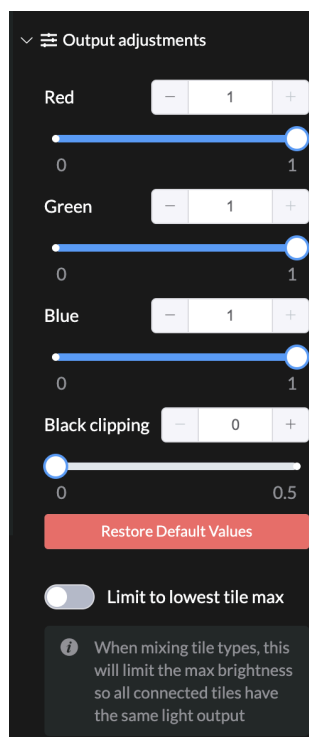 Output adjustments
Red − 1 +
0 1
Green − 1 +
0 1
Blue − 1 +
0 1
Black clipping − 0 +
0 0.5
Restore Default Values
Limit to lowest tile max
When mixing tile types, this
will limit the max brightness
so all connected tiles have
the same light output